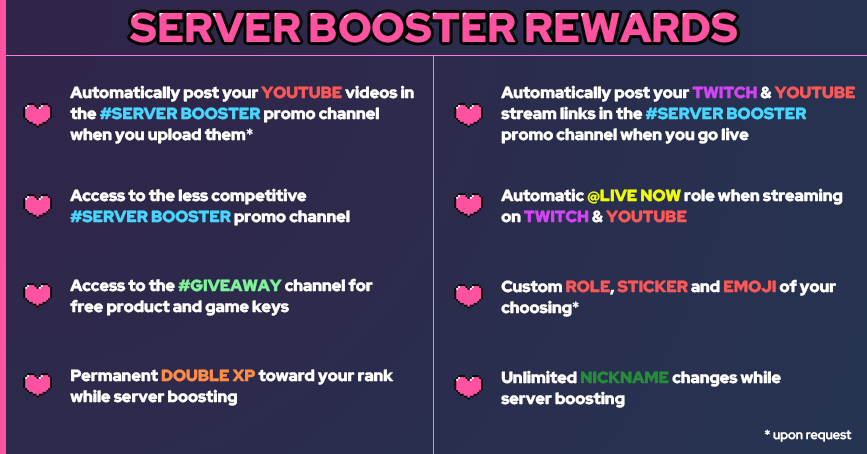 SERVER BOOSTER REWARDS
Automatically post your YOUTUBE videos in
the #SERVER BOOSTER promo channel
when you upload them*
Access to the less competitive
#SERVER BOOSTER promo channel
Access to the #GIVEAWAY channel for
free product and game keys
Permanent DOUBLE XP toward your rank
while server boosting
Automatically post your TWITCH & YOUTUBE
stream links in the #SERVER BOOSTER
promo channel when you go live
Automatic @LIVE NOW role when streaming
on TWITCH & YOUTUBE
Custom ROLE, STICKER and EMOJI of your
choosing*
Unlimited NICKNAME changes while
server boosting
* upon request